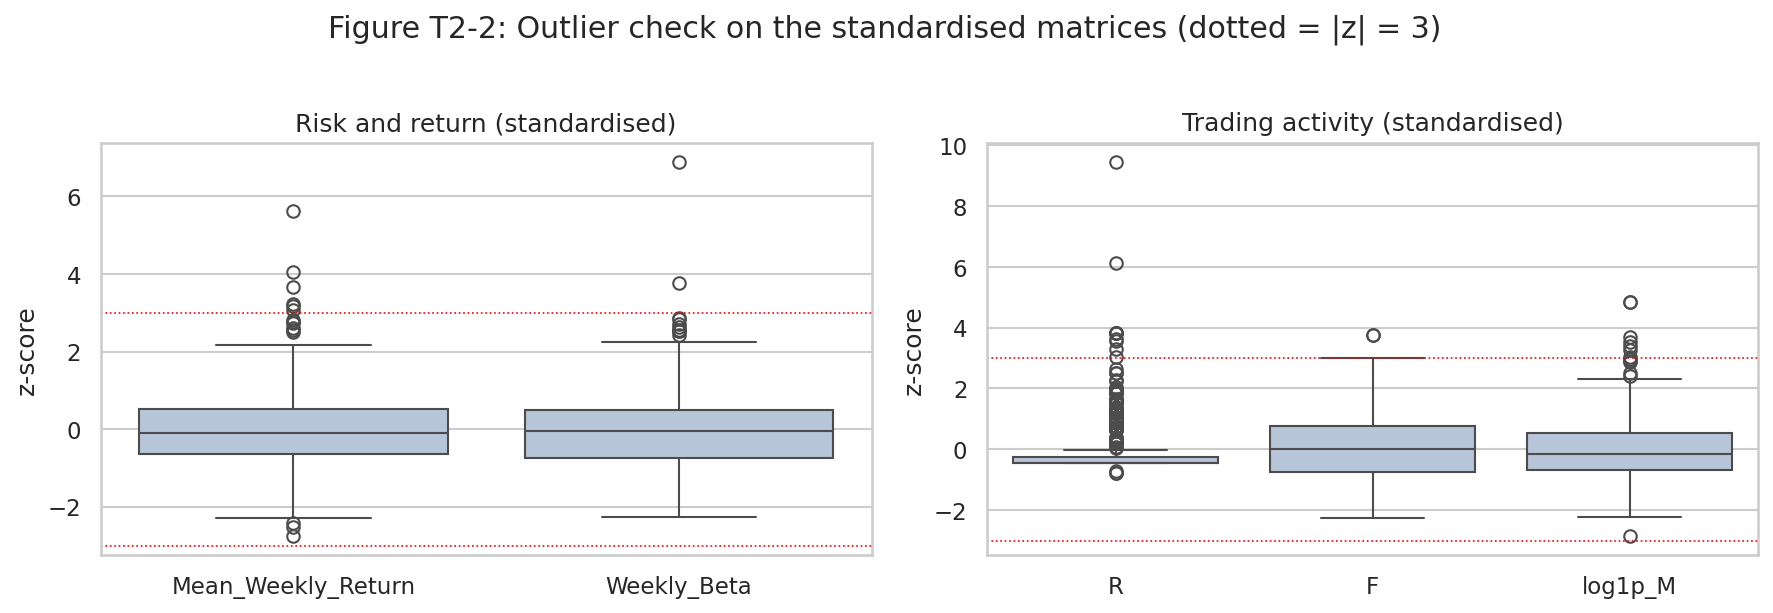 Figure T2-2: Outlier check on the standardised matrices (dotted = |z| = 3)
Risk and return (standardised)
z-score
6
4
2
0
−2
Mean_Weekly_Return
Weekly_Beta
Trading activity (standardised)
z-score
10
8
6
4
2
0
−2
R
F
log1p_M